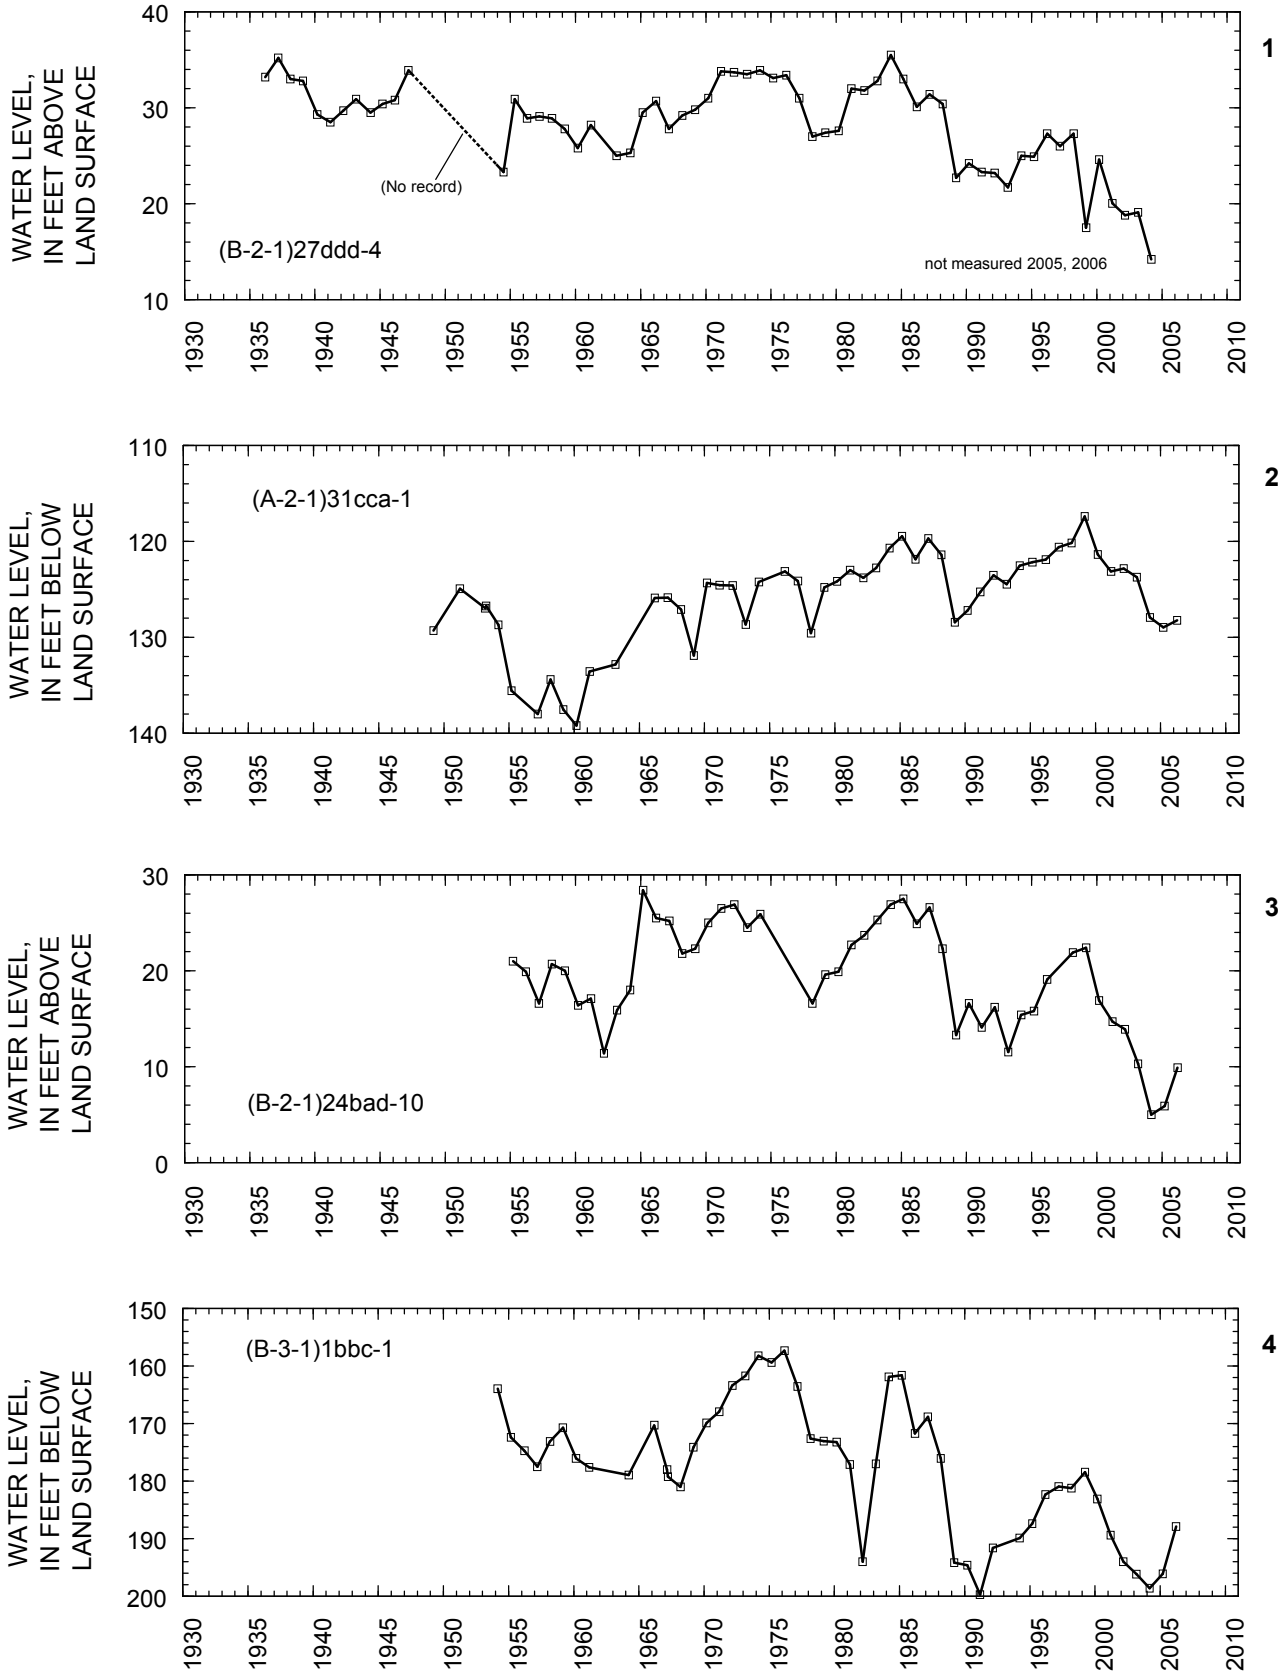 WATER LEVEL,
IN FEET ABOVE
LAND SURFACE
40
30
20
10
(No record)
(B-2-1)27ddd-4
not measured 2005, 2006
1
1930 1935 1940 1945 1950 1955 1960 1965 1970 1975 1980 1985 1990 1995 2000 2005 2010
WATER LEVEL,
IN FEET BELOW
LAND SURFACE
110
120
130
140
(A-2-1)31cca-1
2
1930 1935 1940 1945 1950 1955 1960 1965 1970 1975 1980 1985 1990 1995 2000 2005 2010
WATER LEVEL,
IN FEET ABOVE
LAND SURFACE
30
20
10
0
(B-2-1)24bad-10
3
1930 1935 1940 1945 1950 1955 1960 1965 1970 1975 1980 1985 1990 1995 2000 2005 2010
WATER LEVEL,
IN FEET BELOW
LAND SURFACE
150
160
170
180
190
200
(B-3-1)1bbc-1
4
1930 1935 1940 1945 1950 1955 1960 1965 1970 1975 1980 1985 1990 1995 2000 2005 2010